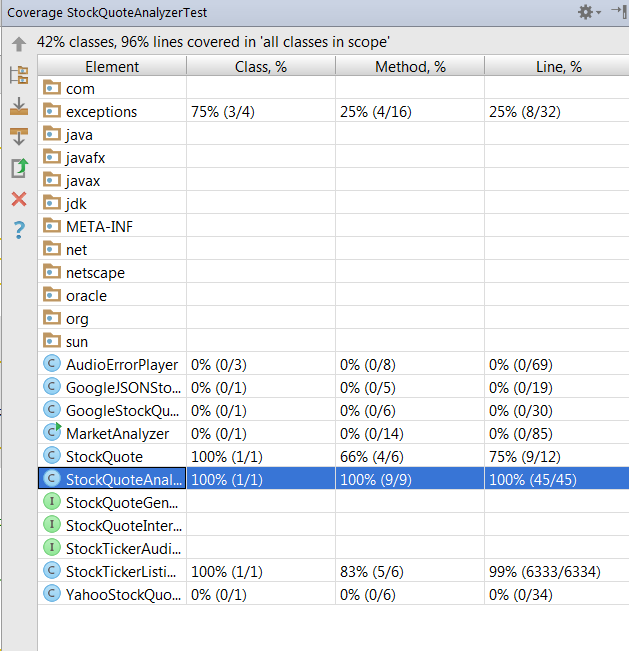 Coverage StockQuoteAnalyzerTest
42% classes, 96% lines covered in 'all classes in scope'
Element Class, % Method, % Line, %
com
exceptions 75% (3/4) 25% (4/16) 25% (8/32)
java
javafx
javax
jdk
META-INF
net
netscape
oracle
org
sun
AudioErrorPlayer 0% (0/3) 0% (0/8) 0% (0/69)
GoogleJSONSto... 0% (0/1) 0% (0/5) 0% (0/19)
GoogleStockQu... 0% (0/1) 0% (0/6) 0% (0/30)
MarketAnalyzer 0% (0/1) 0% (0/14) 0% (0/85)
StockQuote 100% (1/1) 66% (4/6) 75% (9/12)
StockQuoteAnal... 100% (1/1) 100% (9/9) 100% (45/45)
StockQuoteGen...
StockQuoteInter...
StockTickerAudi...
StockTickerListi... 100% (1/1) 83% (5/6) 99% (6333/6334)
YahooStockQuo... 0% (0/1) 0% (0/6) 0% (0/34)